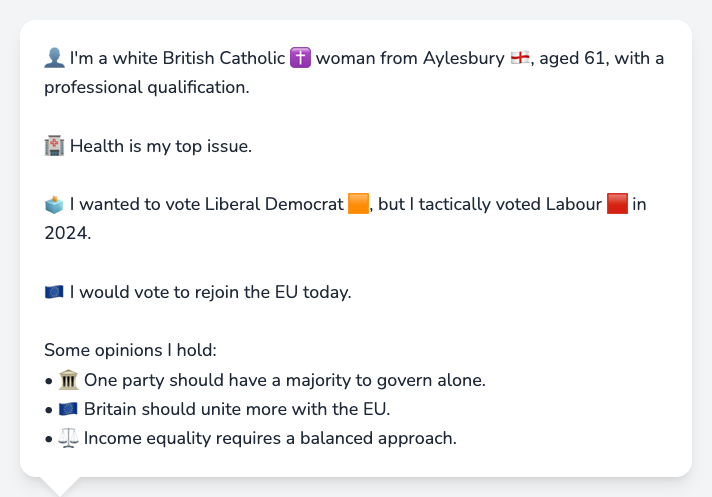 👤 I'm a white British Catholic ✝️ woman from Aylesbury 🏴󠁧󠁢󠁥󠁮󠁧󠁿, aged 61, with a
professional qualification.
🏥 Health is my top issue.
🗳️ I wanted to vote Liberal Democrat 🟧, but I tactically voted Labour 🟥 in
2024.
🇪🇺 I would vote to rejoin the EU today.
Some opinions I hold:
• 🏛️ One party should have a majority to govern alone.
• 🇪🇺 Britain should unite more with the EU.
• ⚖️ Income equality requires a balanced approach.